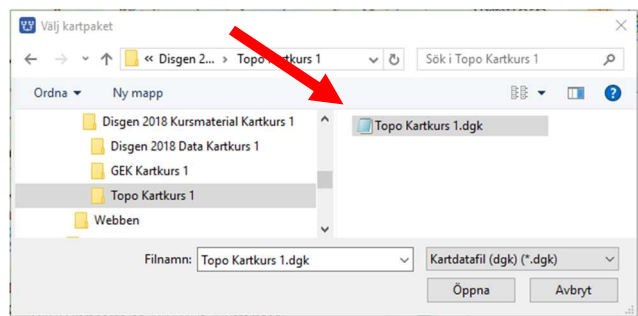 Välj kartpaket
« Disgen 2... › Topo Kartkurs 1
Sök i Topo Kartkurs 1
Ordna Ny mapp
Disgen 2018 Kursmaterial Kartkurs 1
Disgen 2018 Data Kartkurs 1
GEK Kartkurs 1
Topo Kartkurs 1
Webben
Topo Kartkurs 1.dgk
Filnamn: Topo Kartkurs 1.dgk
Kartdatafil (dgk) (*.dgk)
Öppna Avbryt